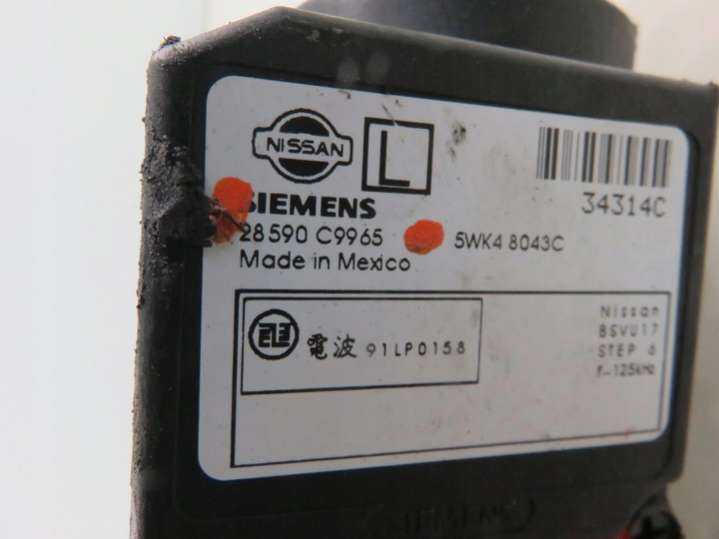 NISSAN
L
34314C
SIEMENS
28590 C9965 5WK4 8043C
Made in Mexico
電波 91LP0158
Nissan
BSVU17
STEP 6
f-125kHz